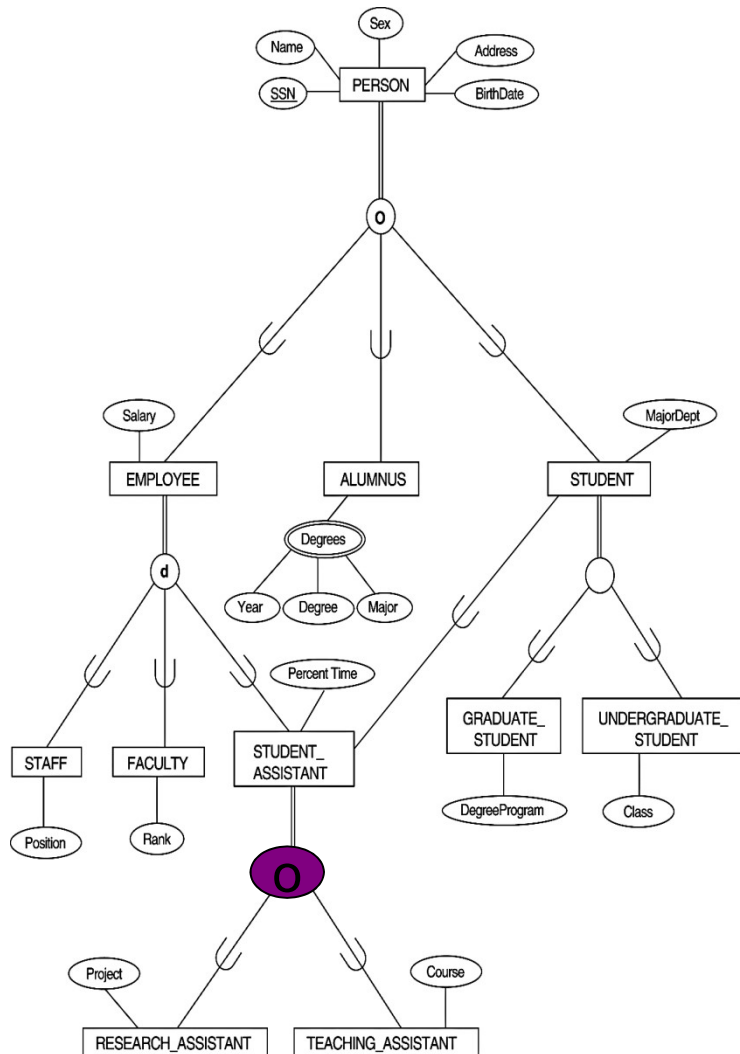 Sex
Name
Address
PERSON
SSN
BirthDate
O
Salary
MajorDept
EMPLOYEE
ALUMNUS
STUDENT
Degrees
d
Year
Degree
Major
Percent Time
GRADUATE_
STUDENT
UNDERGRADUATE_
STUDENT
STAFF
FACULTY
STUDENT_
ASSISTANT
DegreeProgram
Class
Position
Rank
O
Project
Course
RESEARCH_ASSISTANT
TEACHING_ASSISTANT